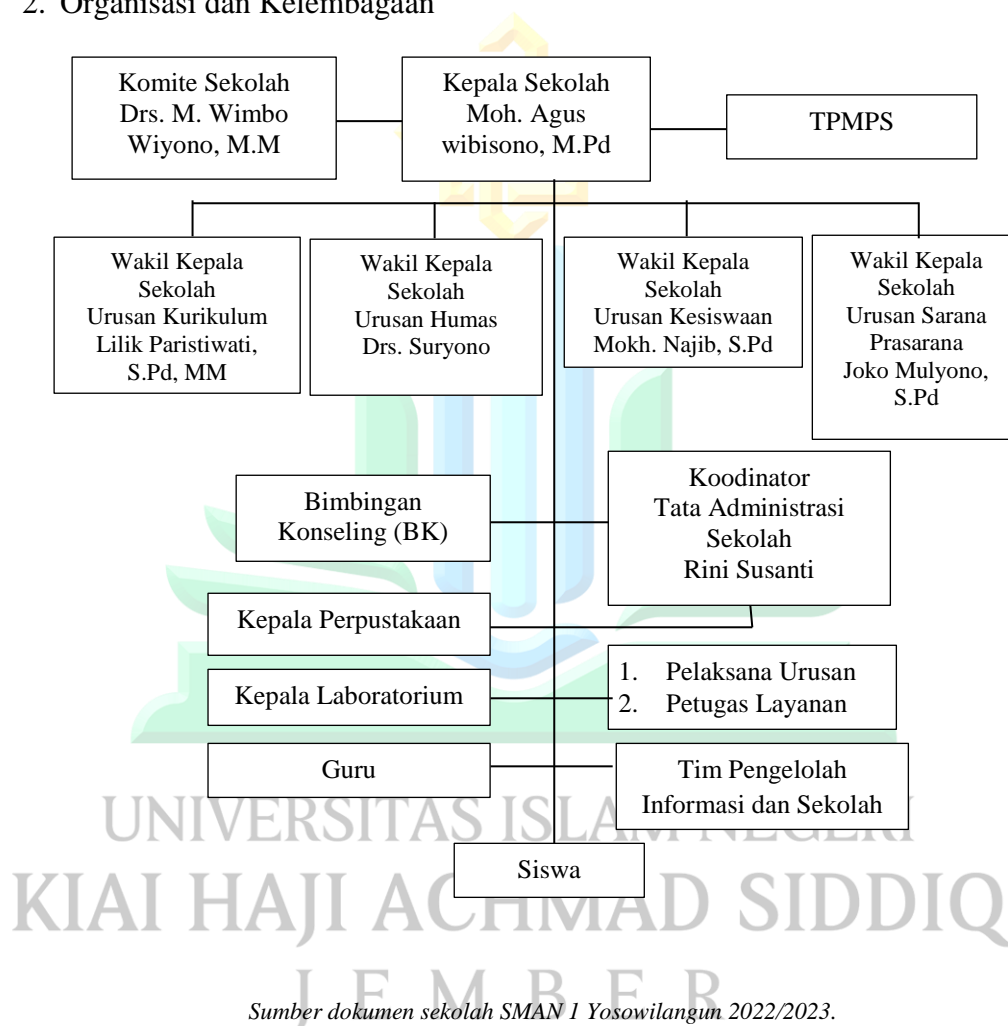 2. Organisasi dan Kelembagaan
Komite Sekolah
Drs. M. Wimbo
Wiyono, M.M
Kepala Sekolah
Moh. Agus
wibisono, M.Pd
TPMPS
Wakil Kepala
Sekolah
Urusan Kurikulum
Lilik Paristiwati,
S.Pd, MM
Wakil Kepala
Sekolah
Urusan Humas
Drs. Suryono
Wakil Kepala
Sekolah
Urusan Kesiswaan
Mokh. Najib, S.Pd
Wakil Kepala
Sekolah
Urusan Sarana
Prasarana
Joko Mulyono,
S.Pd
Bimbingan
Konseling (BK)
Koodinator
Tata Administrasi
Sekolah
Rini Susanti
Kepala Perpustakaan
Kepala Laboratorium
1. Pelaksana Urusan
2. Petugas Layanan
Guru
Tim Pengelolah
Informasi dan Sekolah
Siswa
UNIVERSITAS ISLAM NEGERI
KIAI HAJI ACHMAD SIDDIQ
JEMBER
Sumber dokumen sekolah SMAN 1 Yosowilangun 2022/2023.